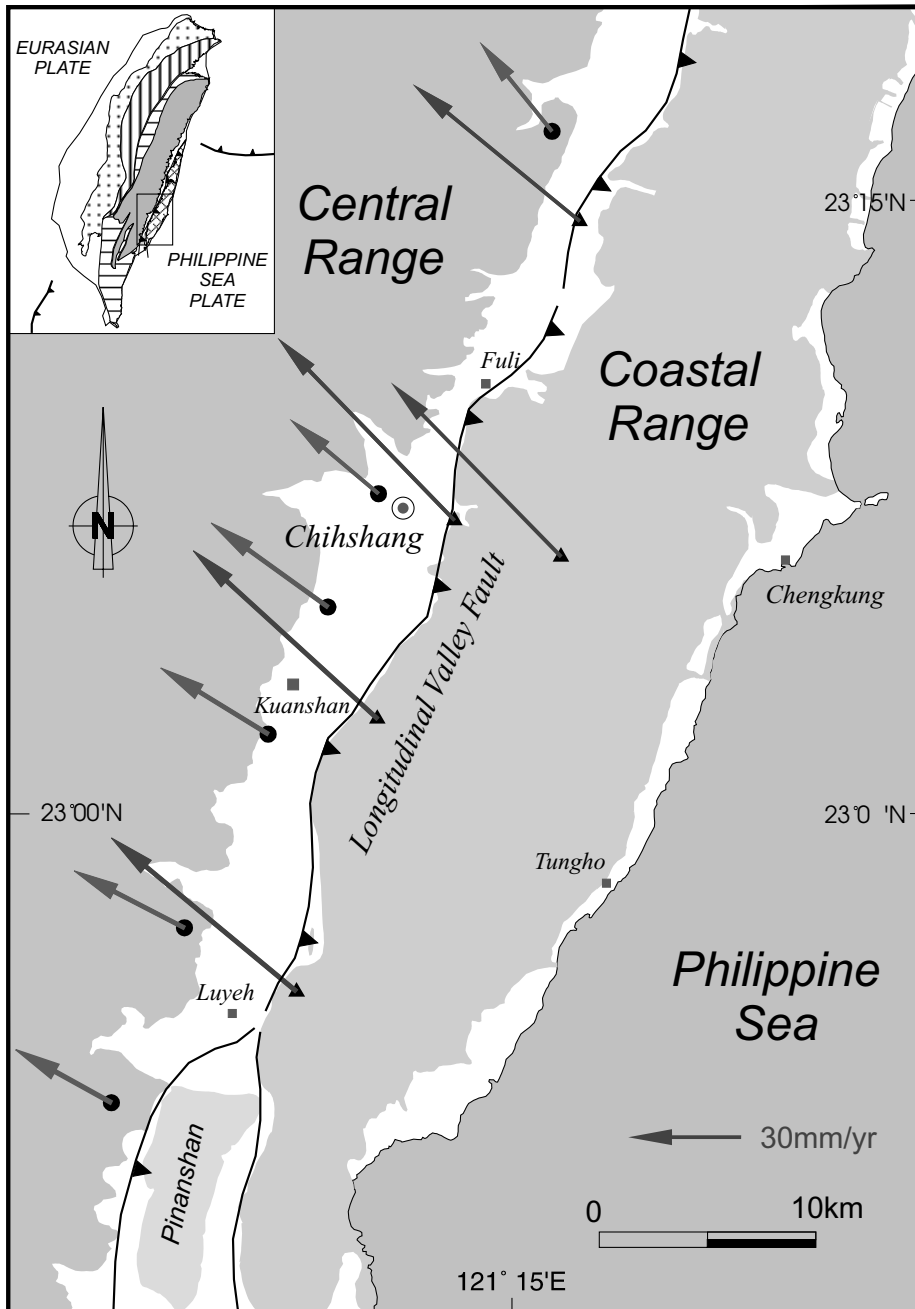 EURASIAN
PLATE
PHILIPPINE
SEA
PLATE
Central
Range
23°15'N
Fuli
Coastal
Range
N
Chihshang
Chengkung
Longitudinal Valley Fault
Kuanshan
23°00'N
23°0 'N
Tungho
Luyeh
Philippine
Sea
30mm/yr
Pinanshan
0
10km
121° 15'E